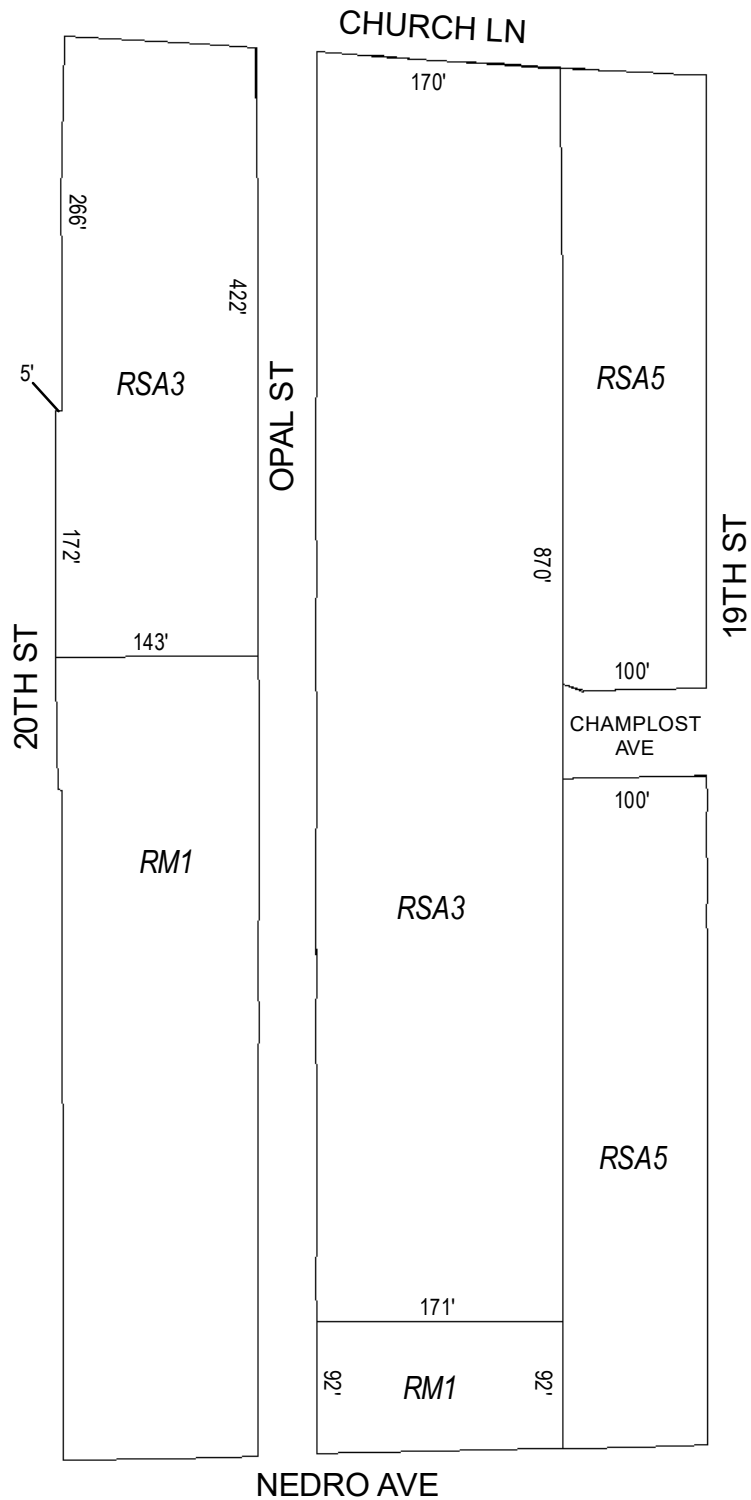 CHURCH LN
170'
266'
422'
5'
RSA3
RSA5
OPAL ST
172'
870'
19TH ST
143'
20TH ST
100'
CHAMPLOST
AVE
100'
RM1
RSA3
RSA5
171'
92'
RM1
92'
NEDRO AVE